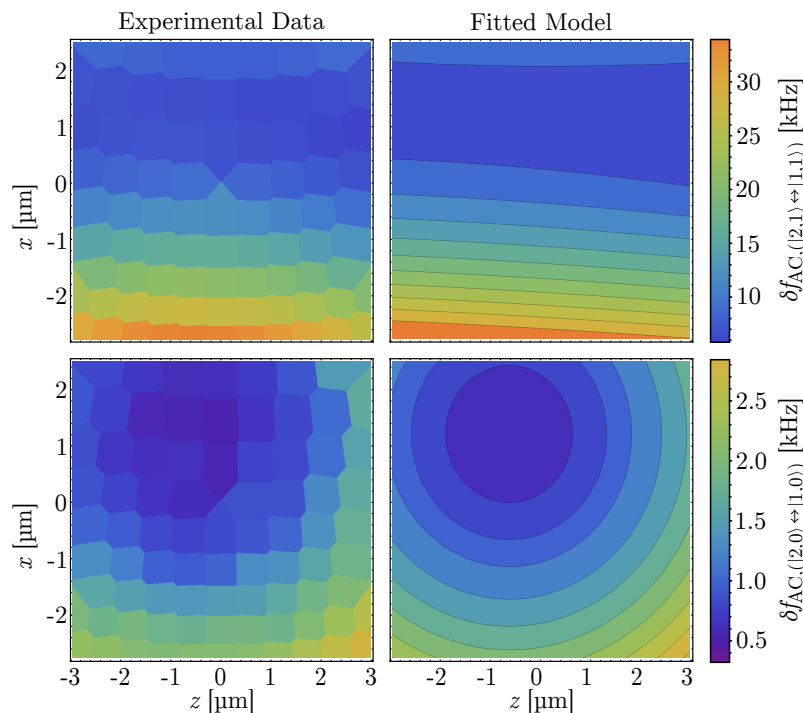 Experimental Data
Fitted Model
2
1
0
-1
-2
x [µm]
30
25
20
15
10
δf_AC,(|2,1⟩↔|1,1⟩) [kHz]
2
1
0
-1
-2
x [µm]
2.5
2.0
1.5
1.0
0.5
δf_AC,(|2,0⟩↔|1,0⟩) [kHz]
-3 -2 -1 0 1 2 3
-2 -1 0 1 2 3
z [µm]
z [µm]